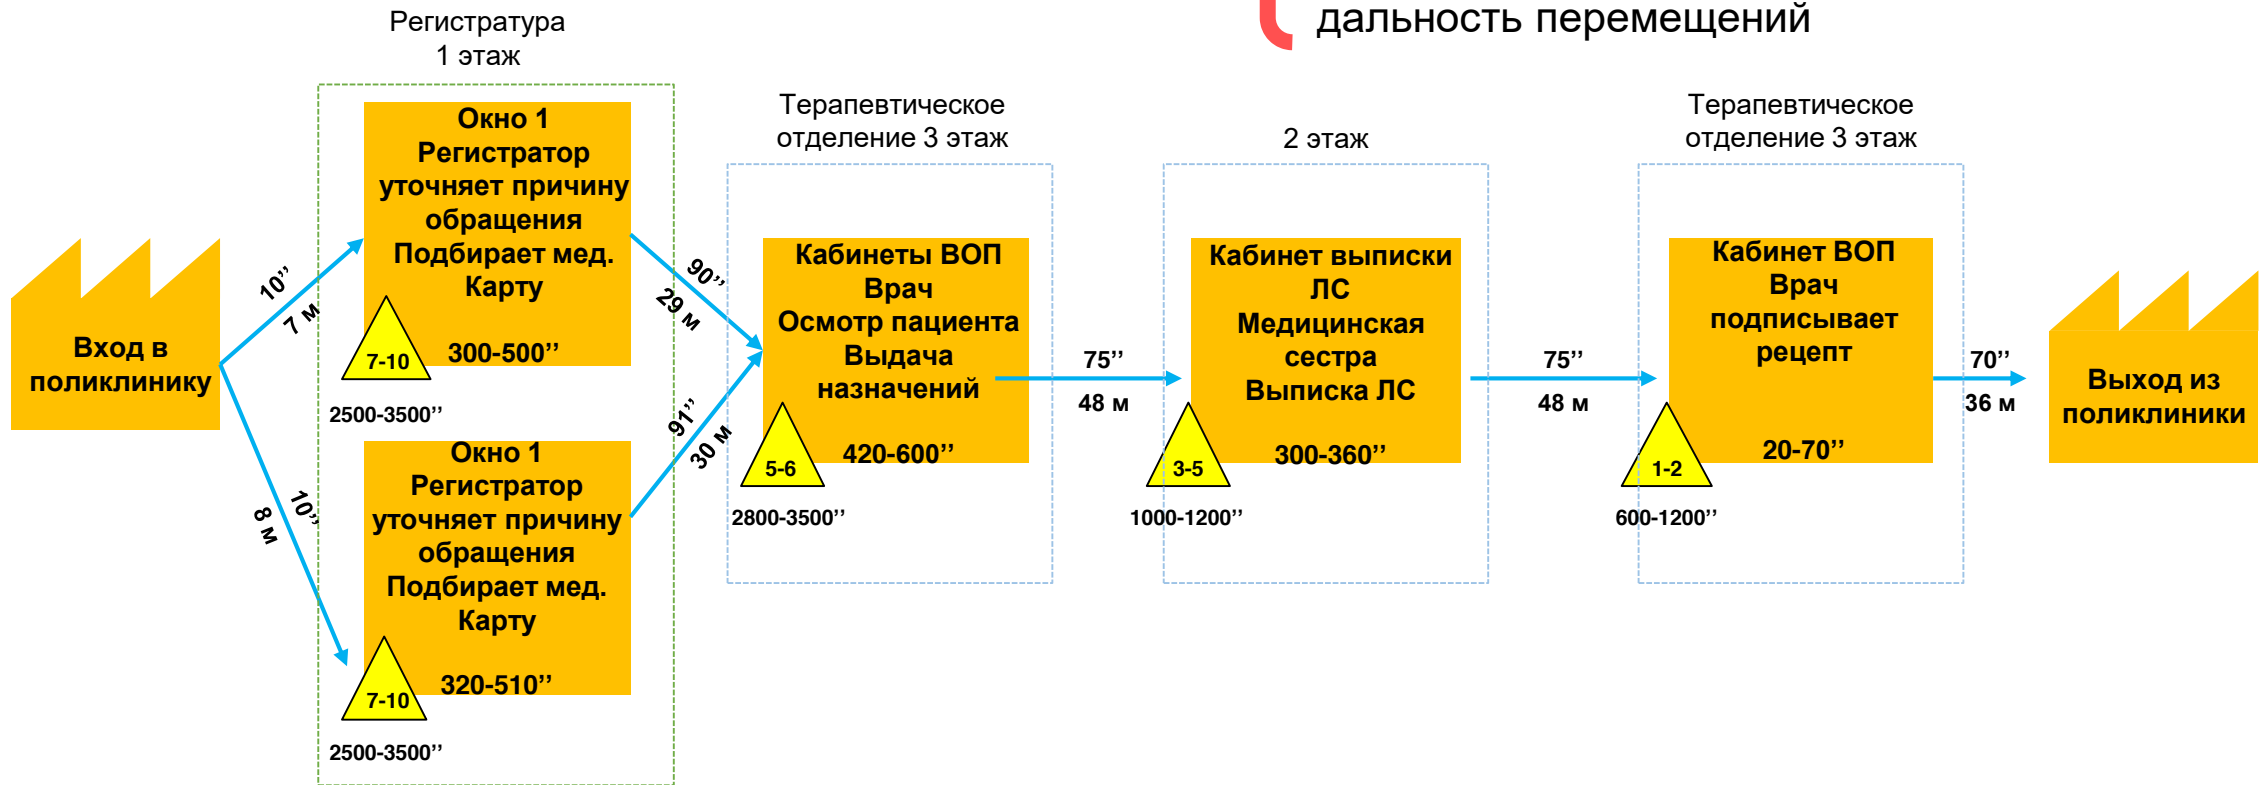 дальность перемещений
Регистратура
1 этаж
Терапевтическое
отделение 3 этаж
2 этаж
Терапевтическое
отделение 3 этаж
Вход в
поликлинику
10’’
7 м
10’’
8 м
Окно 1
Регистратор
уточняет причину
обращения
Подбирает мед.
Карту
300-500’’
7-10
2500-3500’’
Окно 1
Регистратор
уточняет причину
обращения
Подбирает мед.
Карту
320-510’’
7-10
2500-3500’’
90’’
29 м
91’’
30 м
Кабинеты ВОП
Врач
Осмотр пациента
Выдача
назначений
420-600’’
5-6
2800-3500’’
75’’
48 м
Кабинет выписки
ЛС
Медицинская
сестра
Выписка ЛС
300-360’’
3-5
1000-1200’’
75’’
48 м
Кабинет ВОП
Врач
подписывает
рецепт
20-70’’
1-2
600-1200’’
70’’
36 м
Выход из
поликлиники